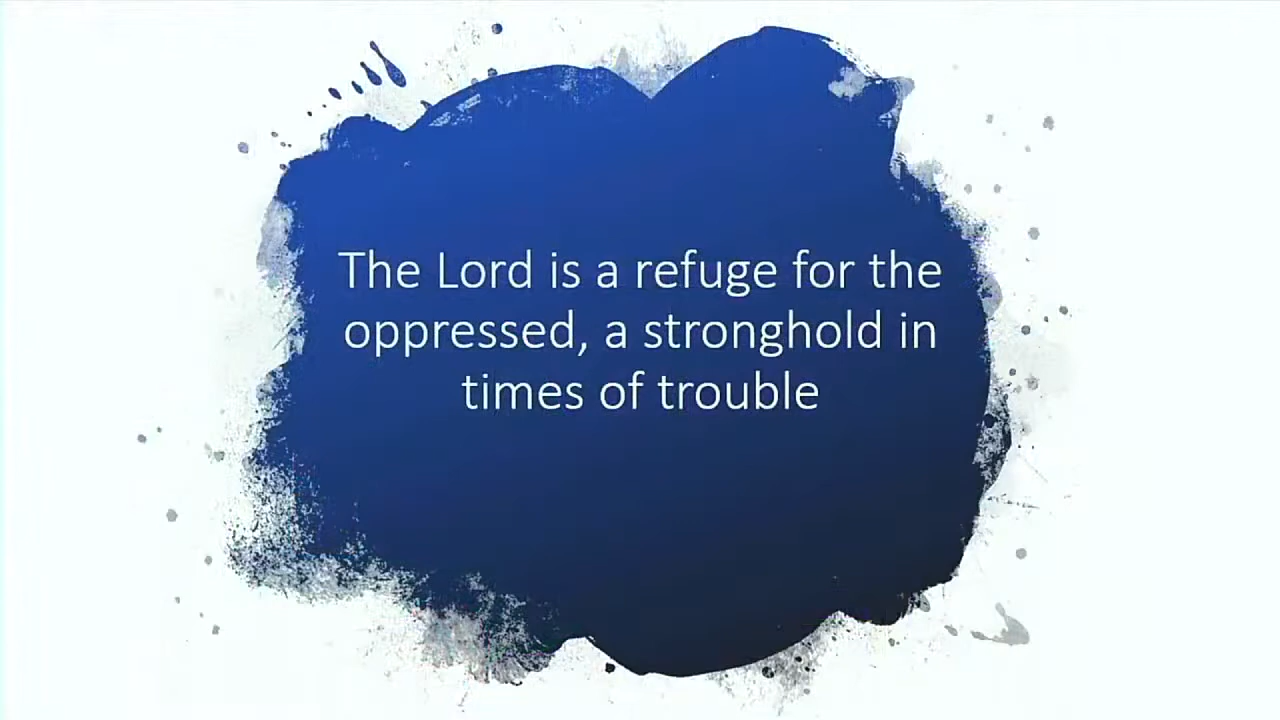 The Lord is a refuge for the
oppressed, a stronghold in
times of trouble